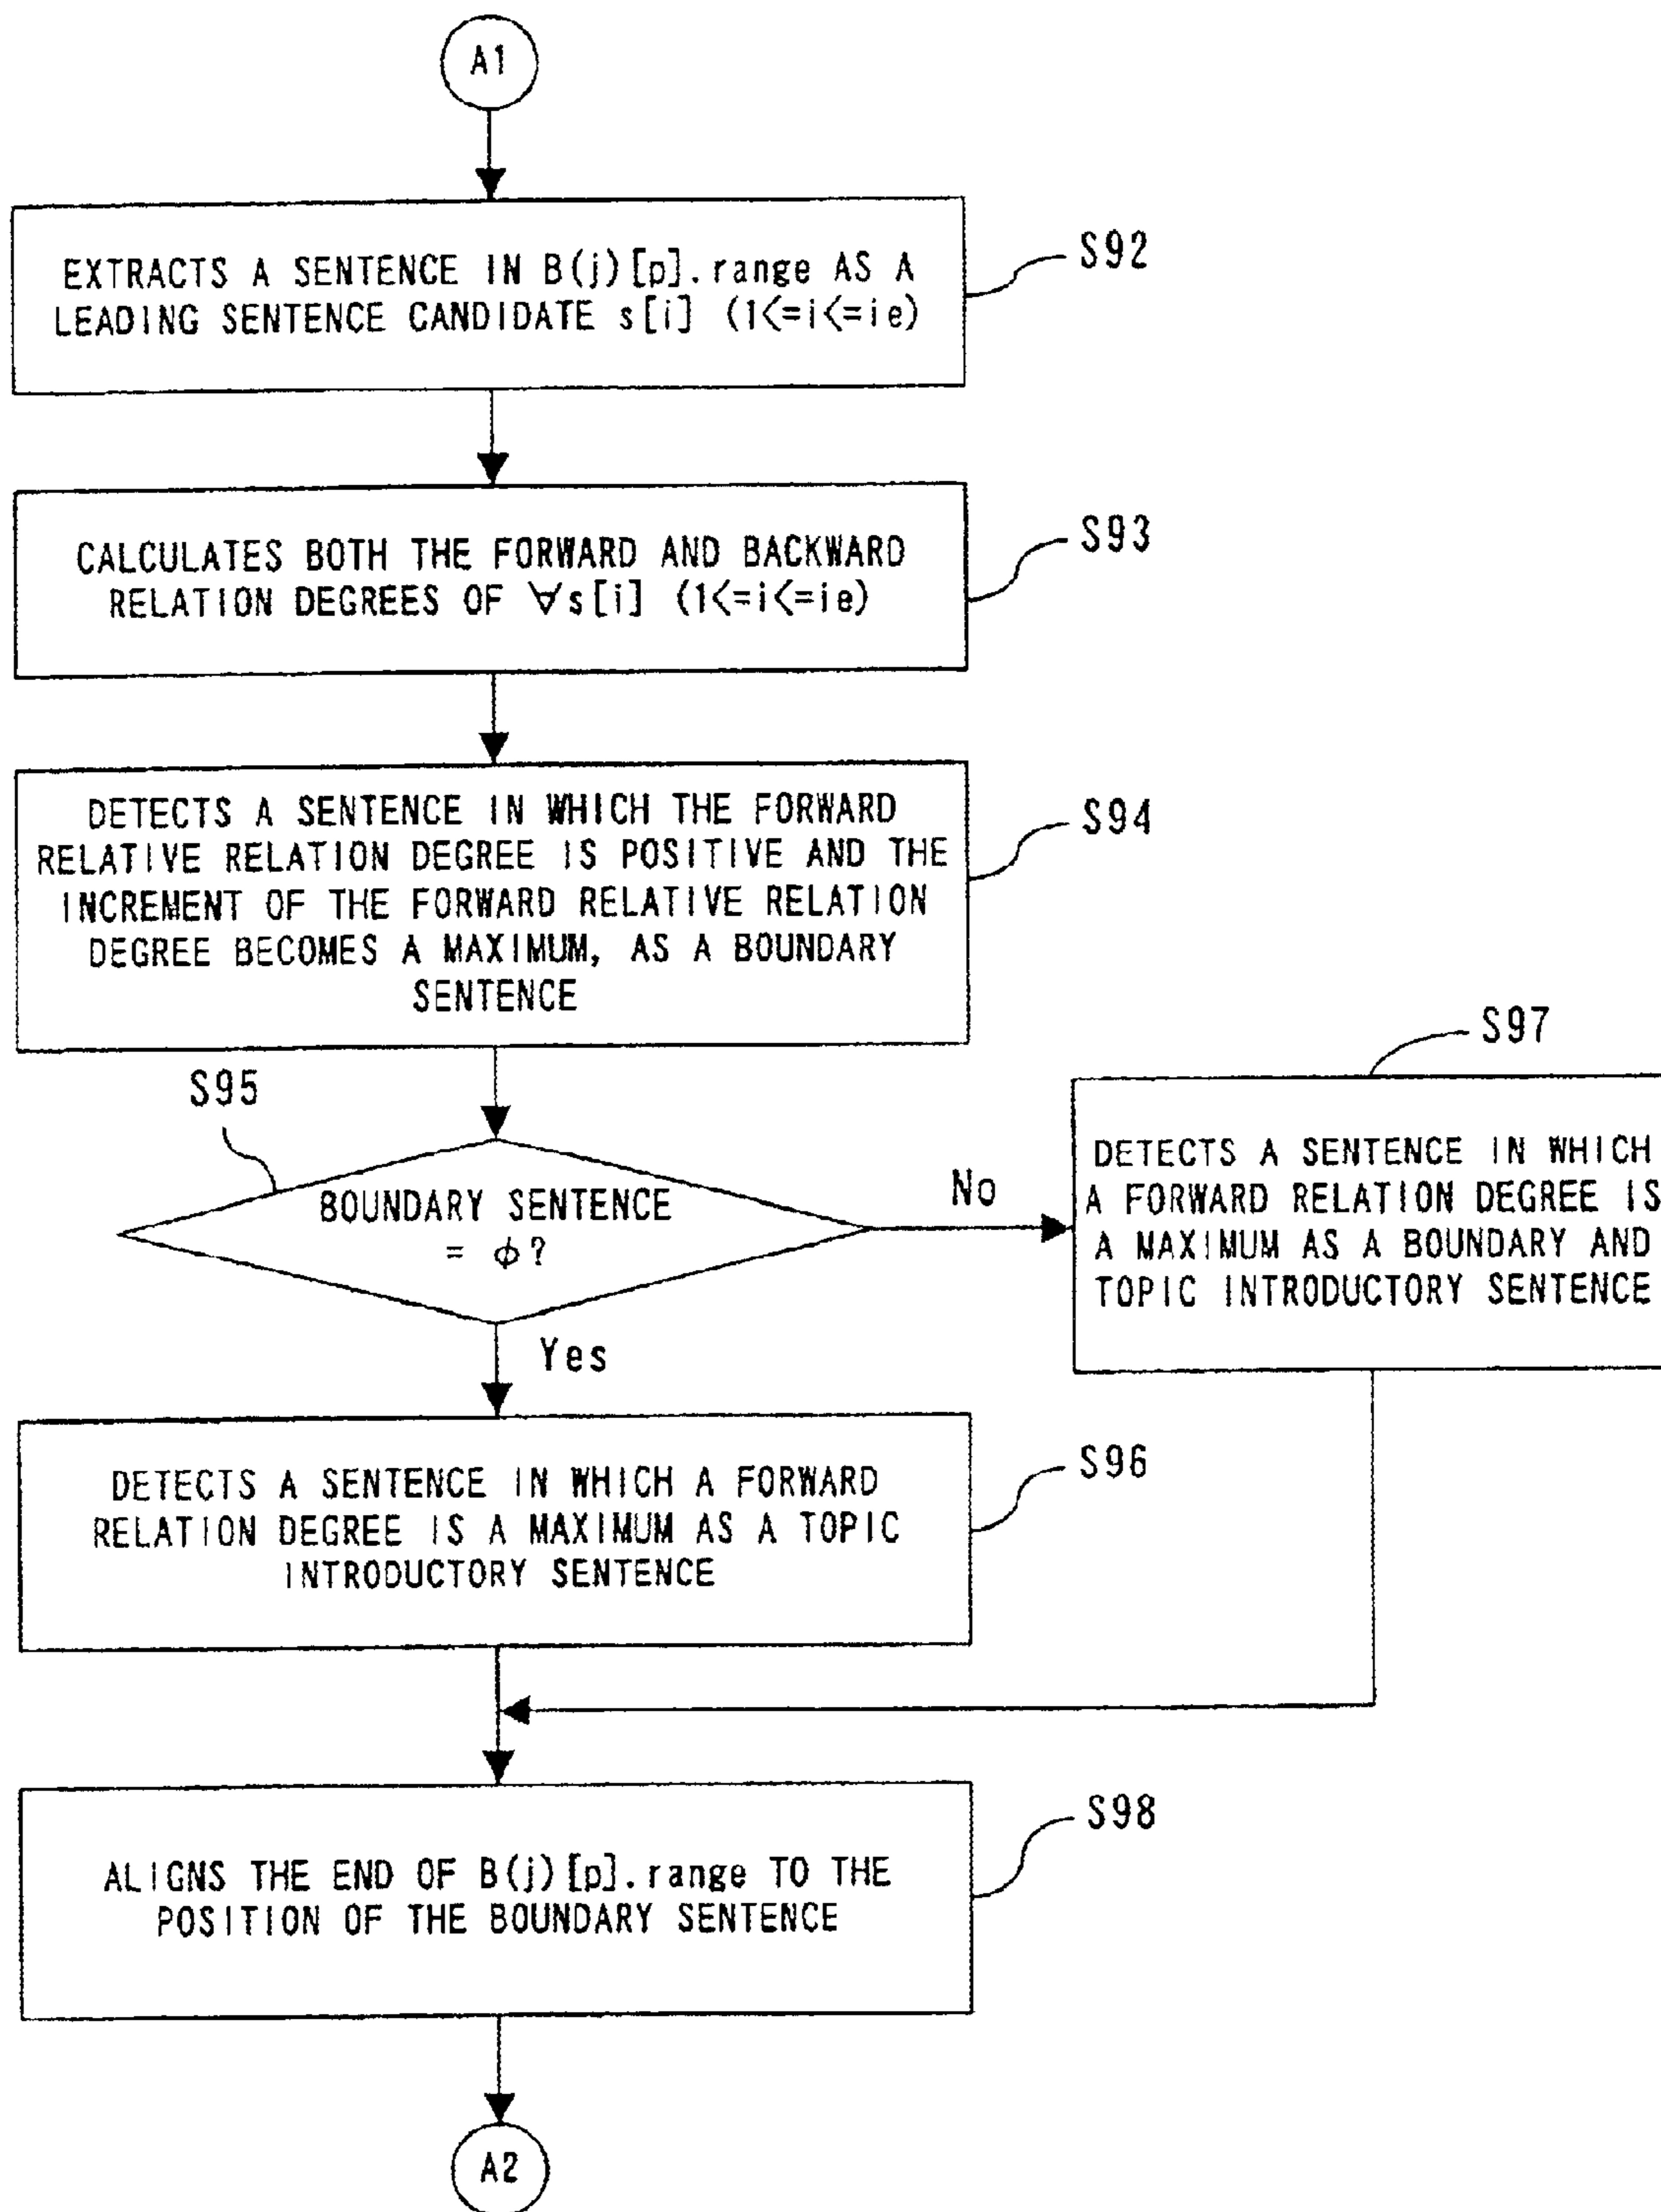 A1
EXTRACTS A SENTENCE IN B(j)[p].range AS A
LEADING SENTENCE CANDIDATE s[i] (1<=i<=ie)
S92
CALCULATES BOTH THE FORWARD AND BACKWARD
RELATION DEGREES OF ∀s[i] (1<=i<=ie)
S93
DETECTS A SENTENCE IN WHICH THE FORWARD
RELATIVE RELATION DEGREE IS POSITIVE AND THE
INCREMENT OF THE FORWARD RELATIVE RELATION
DEGREE BECOMES A MAXIMUM, AS A BOUNDARY
SENTENCE
S94
S95
BOUNDARY SENTENCE
= φ?
No
Yes
S97
DETECTS A SENTENCE IN WHICH
A FORWARD RELATION DEGREE IS
A MAXIMUM AS A BOUNDARY AND
TOPIC INTRODUCTORY SENTENCE
DETECTS A SENTENCE IN WHICH A FORWARD
RELATION DEGREE IS A MAXIMUM AS A TOPIC
INTRODUCTORY SENTENCE
S96
ALIGNS THE END OF B(j)[p].range TO THE
POSITION OF THE BOUNDARY SENTENCE
S98
A2